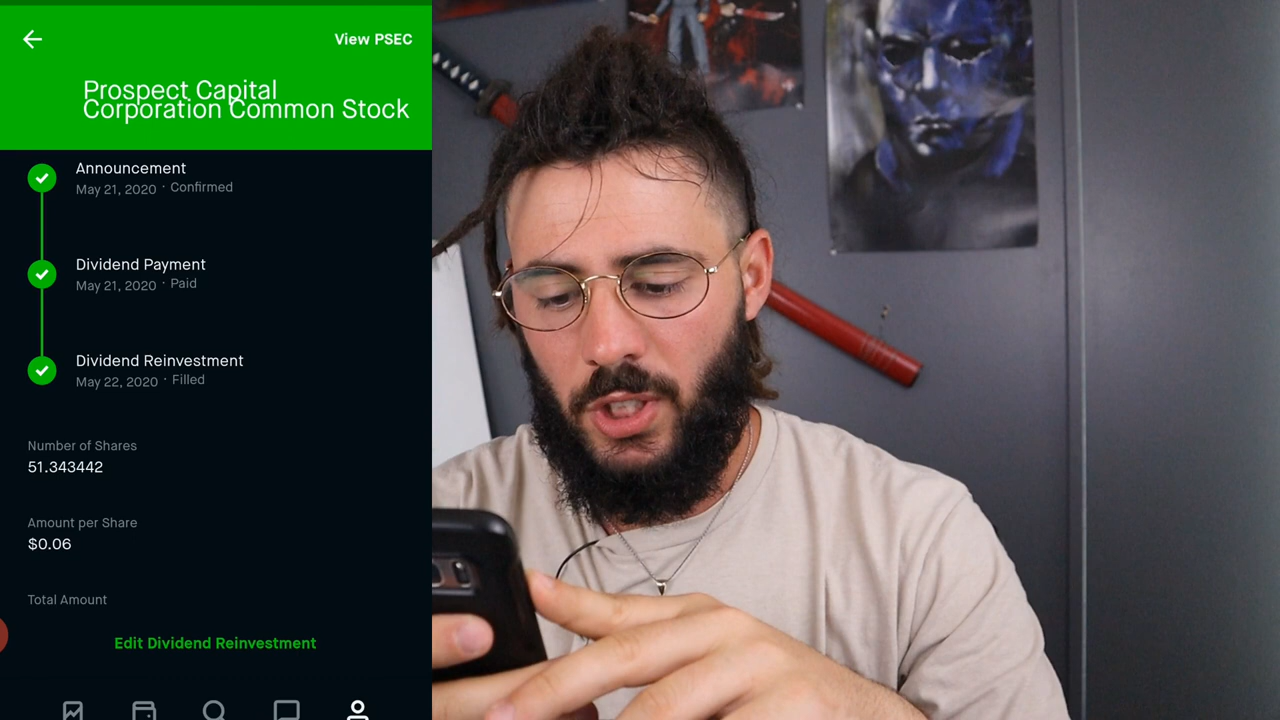 View PSEC
Prospect Capital
Corporation Common Stock
Announcement
May 21, 2020 · Confirmed
Dividend Payment
May 21, 2020 · Paid
Dividend Reinvestment
May 22, 2020 · Filled
Number of Shares
51.343442
Amount per Share
$0.06
Total Amount
Edit Dividend Reinvestment